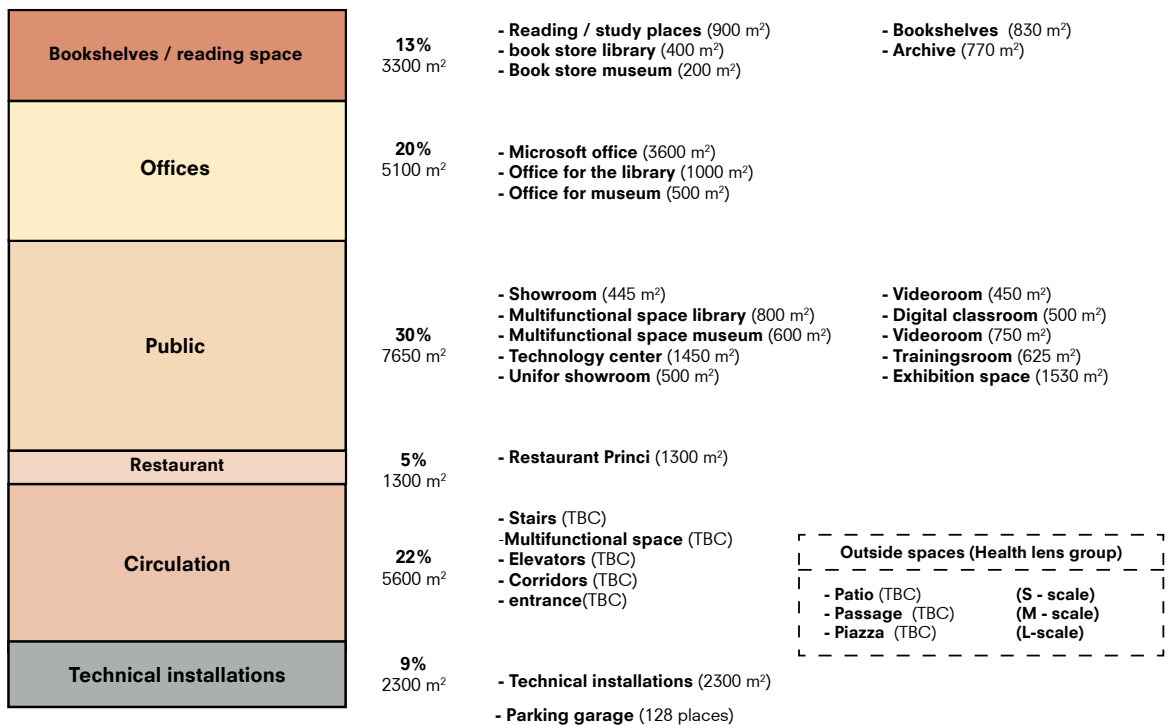 Bookshelves / reading space
13%
3300 m²
- Reading / study places (900 m²)
- book store library (400 m²)
- Book store museum (200 m²)
- Bookshelves (830 m²)
- Archive (770 m²)
Offices
20%
5100 m²
- Microsoft office (3600 m²)
- Office for the library (1000 m²)
- Office for museum (500 m²)
Public
30%
7650 m²
- Showroom (445 m²)
- Multifunctional space library (800 m²)
- Multifunctional space museum (600 m²)
- Technology center (1450 m²)
- Unifor showroom (500 m²)
- Videoroom (450 m²)
- Digital classroom (500 m²)
- Videoroom (750 m²)
- Trainingsroom (625 m²)
- Exhibition space (1530 m²)
Restaurant
5%
1300 m²
- Restaurant Princi (1300 m²)
Circulation
22%
5600 m²
- Stairs (TBC)
-Multifunctional space (TBC)
- Elevators (TBC)
- Corridors (TBC)
- entrance(TBC)
Outside spaces (Health lens group)
- Patio (TBC) (S - scale)
- Passage (TBC) (M - scale)
- Piazza (TBC) (L-scale)
Technical installations
9%
2300 m²
- Technical installations (2300 m²)
- Parking garage (128 places)